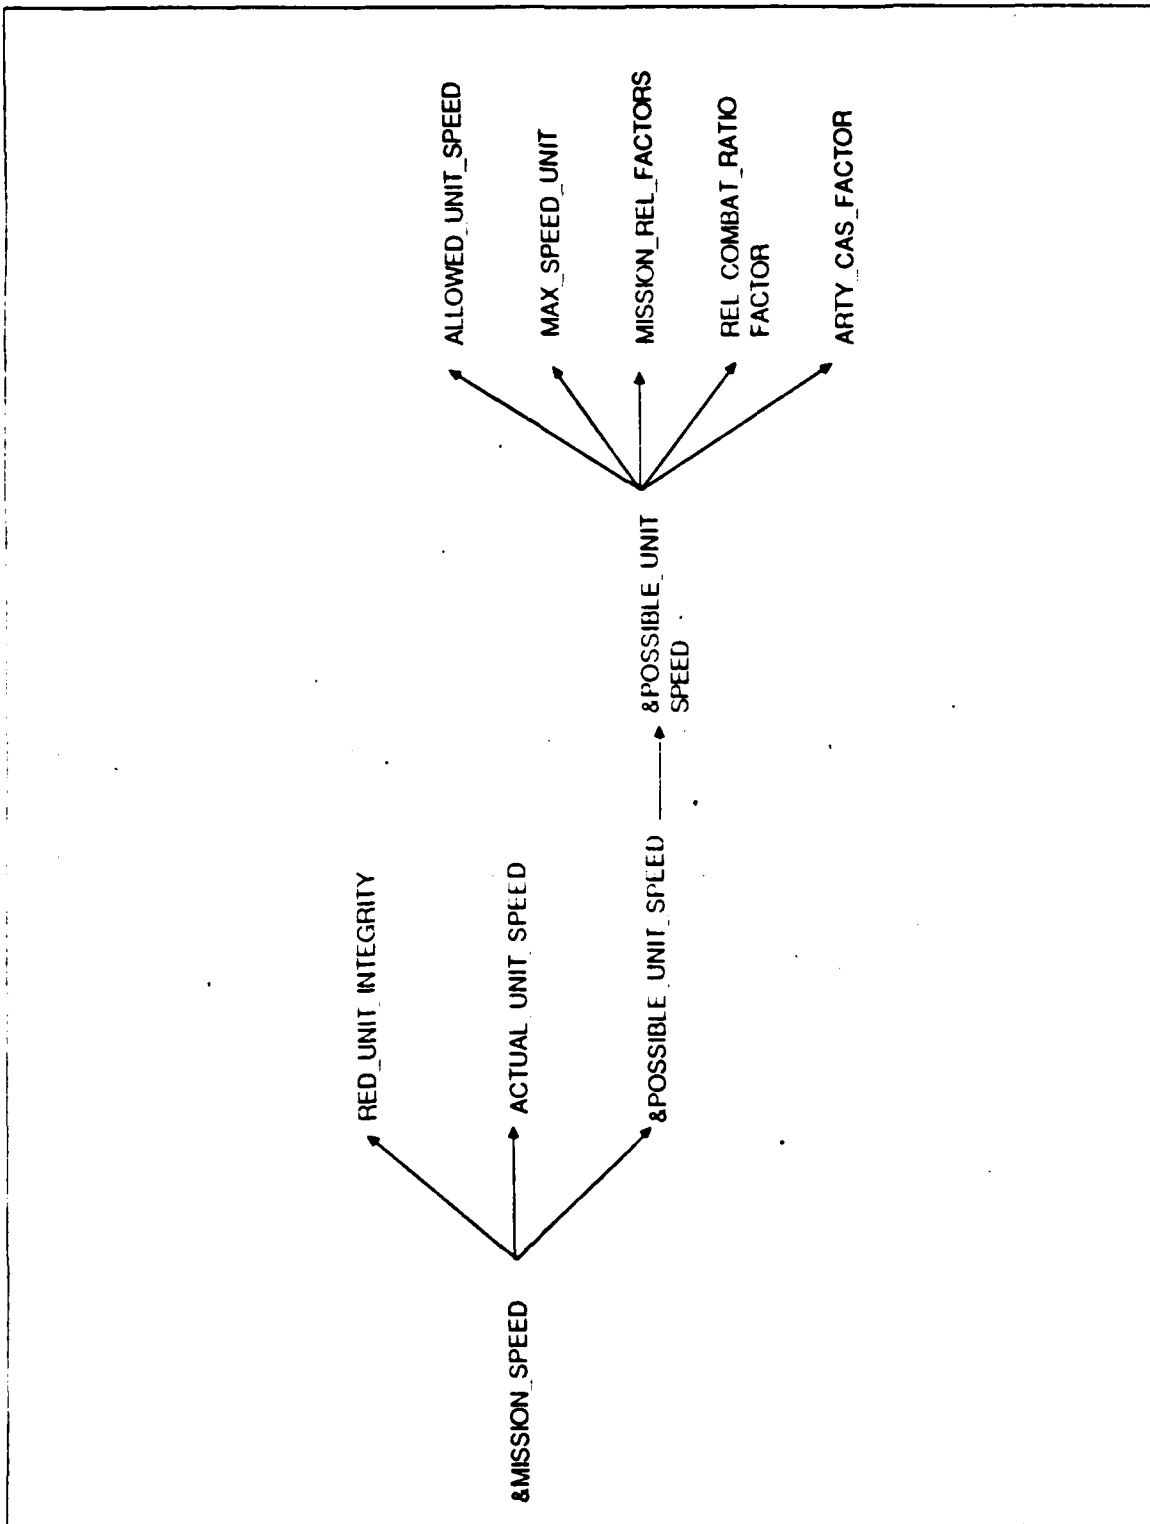 &MISSION_SPEED
RED_UNIT_INTEGRITY
ACTUAL_UNIT_SPEED
&POSSIBLE_UNIT_SPEED
&POSSIBLE_UNIT
SPEED
ALLOWED_UNIT_SPEED
MAX_SPEED_UNIT
MISSION_REL_FACTORS
REL_COMBAT_RATIO
FACTOR
ARTY_CAS_FACTOR